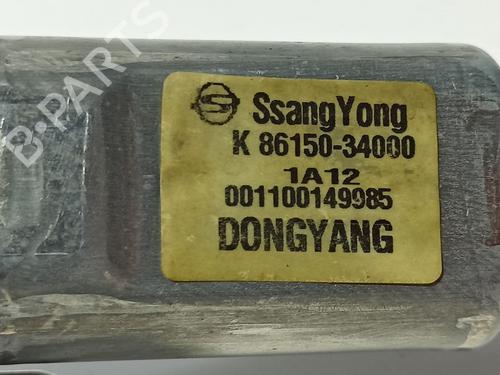 B-PARTS
SsangYong
K 86150-34000
1A12
001100149985
DONGYANG